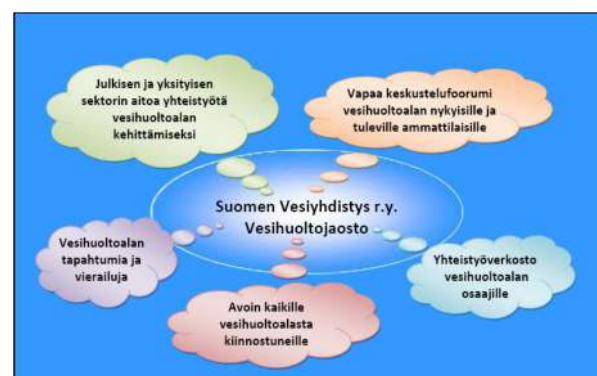 Julkisen ja yksityisen
sektorin aitoa yhteistyötä
vesihuoltoalan
kehittämiseksi
Vapaa keskustelufoorumi
vesihuoltoalan nykyisille ja
tuleville ammattilaisille
Suomen Vesiyhdistys r.y.
Vesihuoltojaosto
Vesihuoltoalan
tapahtumia ja
vierailuja
Yhteistyöverkosto
vesihuoltoalan
osaajille
Avoin kaikille
vesihuoltoalasta
kiinnostuneille